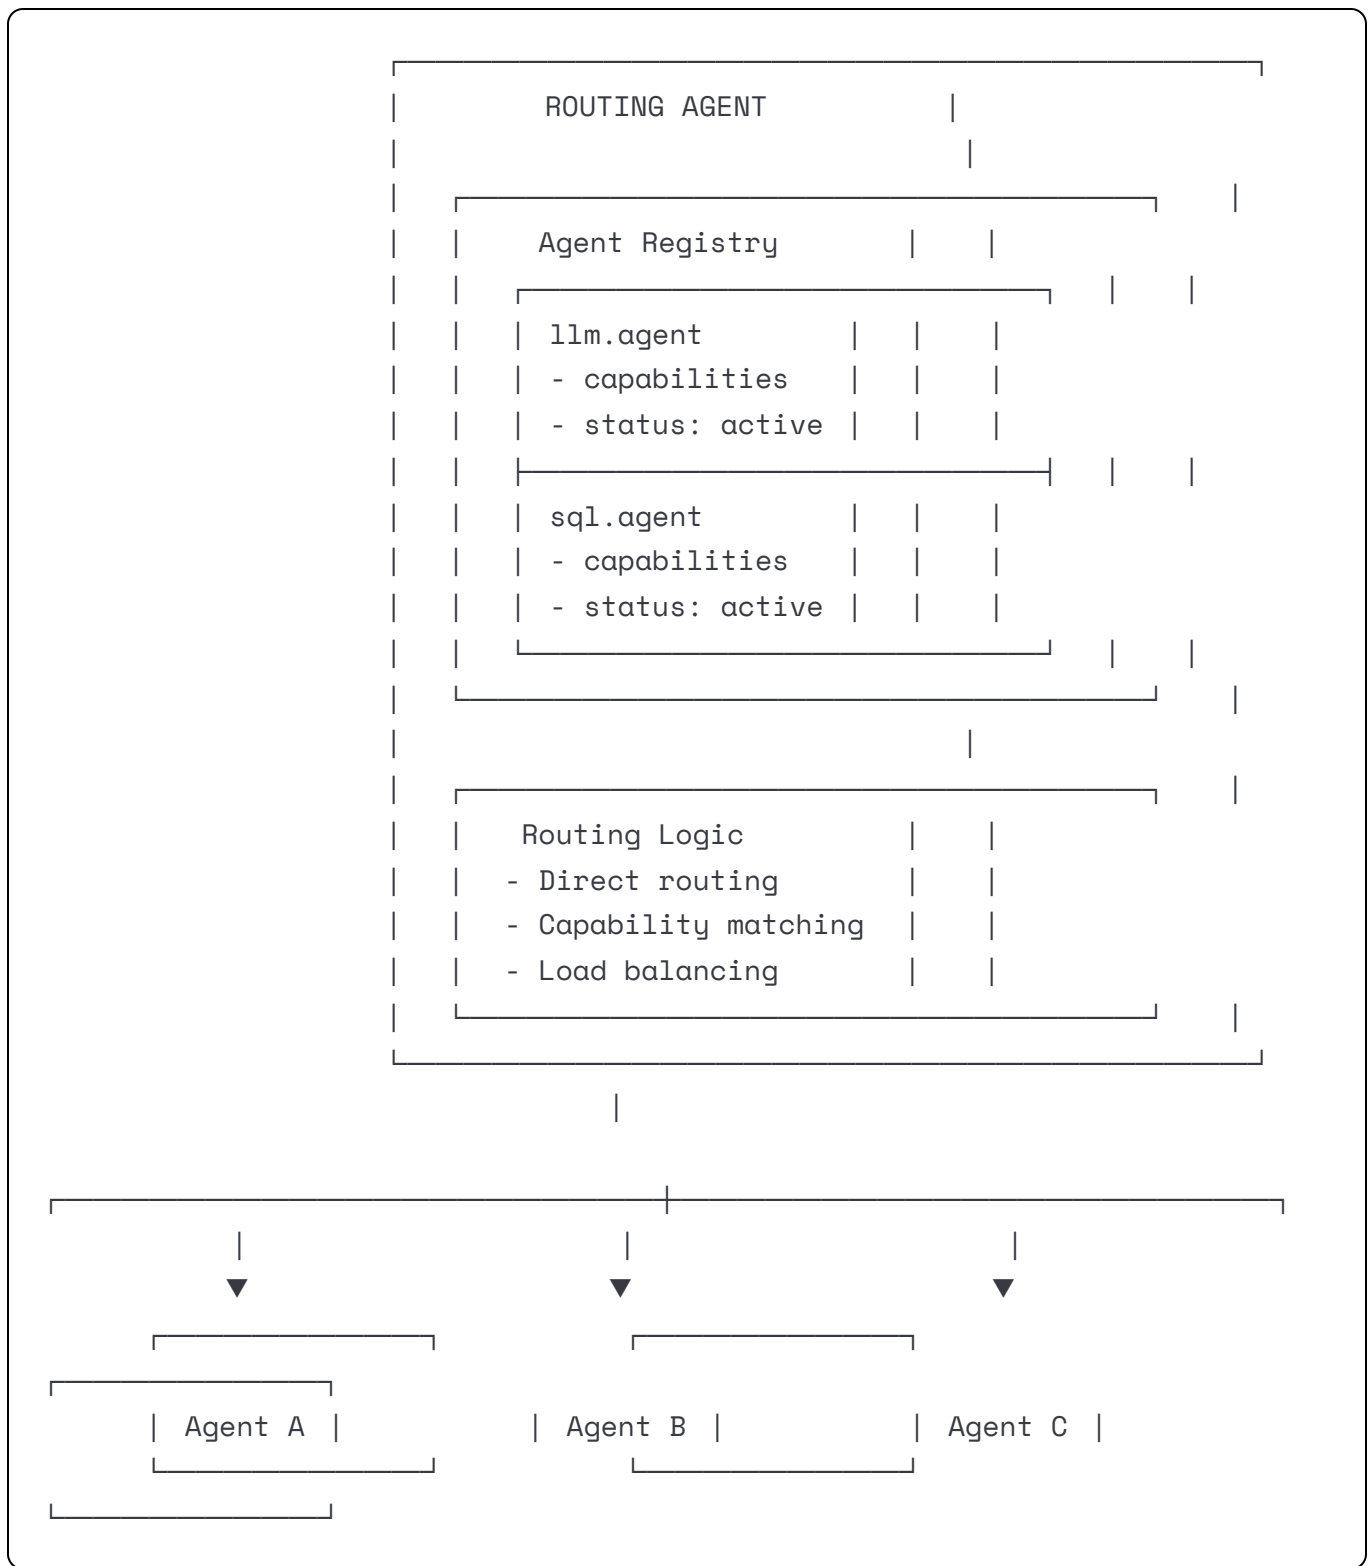 ROUTING AGENT
Agent Registry
llm.agent
- capabilities
- status: active
sql.agent
- capabilities
- status: active
Routing Logic
- Direct routing
- Capability matching
- Load balancing
Agent A Agent B Agent C